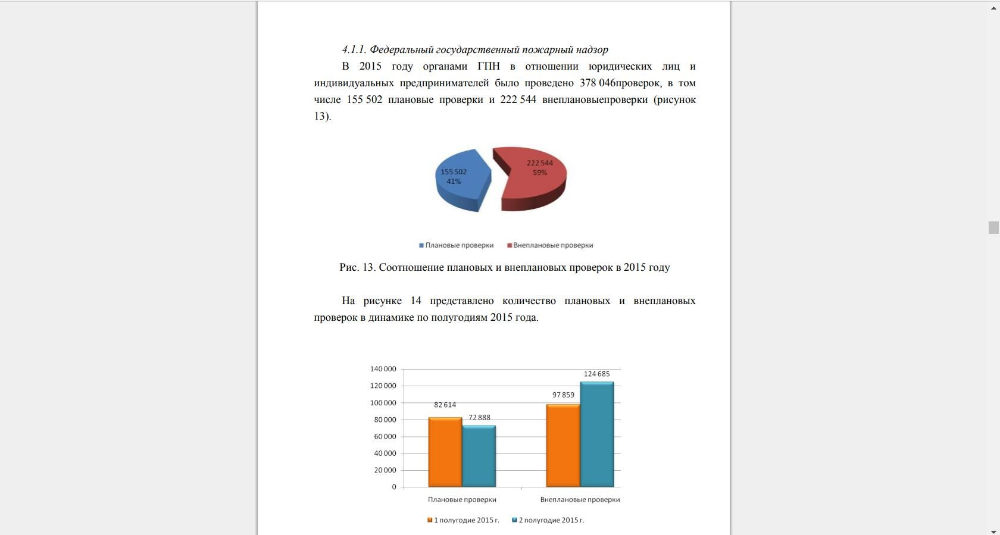 4.1.1. Федеральный государственный пожарный надзор
В 2015 году органами ГПН в отношении юридических лиц и
индивидуальных предпринимателей было проведено 378 046проверок, в том
числе 155 502 плановые проверки и 222 544 внеплановыепроверки (рисунок
13).
155 502
41%
222 544
59%
Плановые проверки
Внеплановые проверки
Рис. 13. Соотношение плановых и внеплановых проверок в 2015 году
На рисунке 14 представлено количество плановых и внеплановых
проверок в динамике по полугодиям 2015 года.
140 000
120 000
100 000
80 000
60 000
40 000
20 000
0
82 614
72 888
97 859
124 685
Плановые проверки
Внеплановые проверки
1 полугодие 2015 г.
2 полугодие 2015 г.